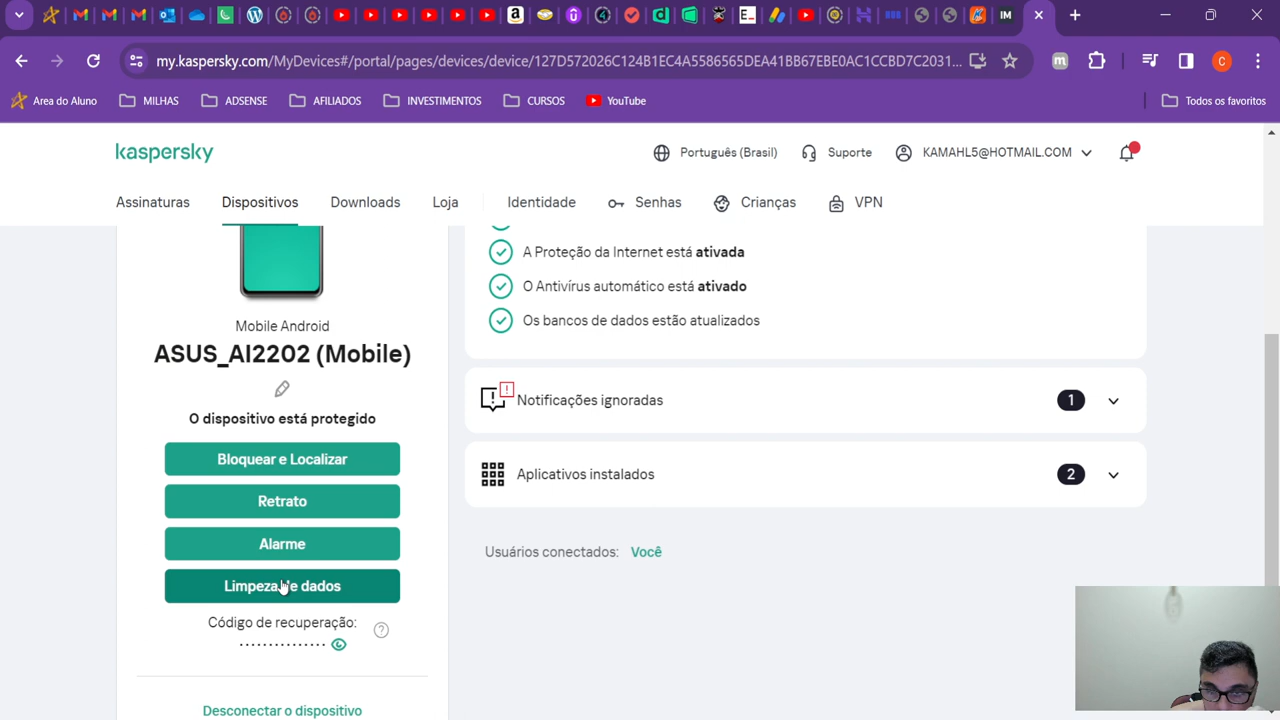 IM
my.kaspersky.com/MyDevices#/portal/pages/devices/device/127D572026C124B1EC4A5586565DEA41BB67EBE0AC1CCBD7C2031...
m
C
Area do Aluno
MILHAS
ADSENSE
AFILIADOS
INVESTIMENTOS
CURSOS
YouTube
Todos os favoritos
kaspersky
Português (Brasil)
Suporte
KAMAHL5@HOTMAIL.COM
Assinaturas
Dispositivos
Downloads
Loja
Identidade
Senhas
Crianças
VPN
Mobile Android
ASUS_AI2202 (Mobile)
O dispositivo está protegido
Bloquear e Localizar
Retrato
Alarme
Limpeza de dados
Código de recuperação:
Desconectar o dispositivo
A Proteção da Internet está ativada
O Antivírus automático está ativado
Os bancos de dados estão atualizados
Notificações ignoradas
1
Aplicativos instalados
2
Usuários conectados: Você